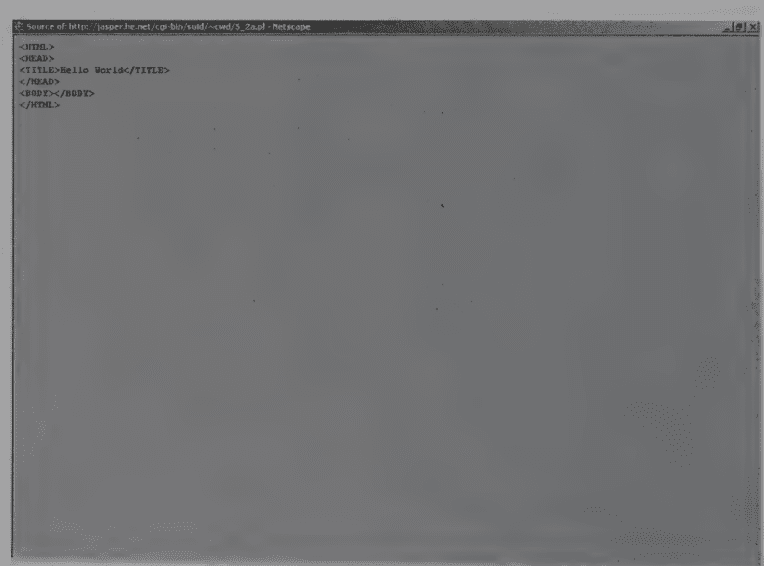 Source of: http://jasper.he.net/cgi-bin/suid/~cwd/5_2a.pl - Netscape
<HTML>
<HEAD>
<TITLE>Hello World</TITLE>
</HEAD>
<BODY></BODY>
</HTML>